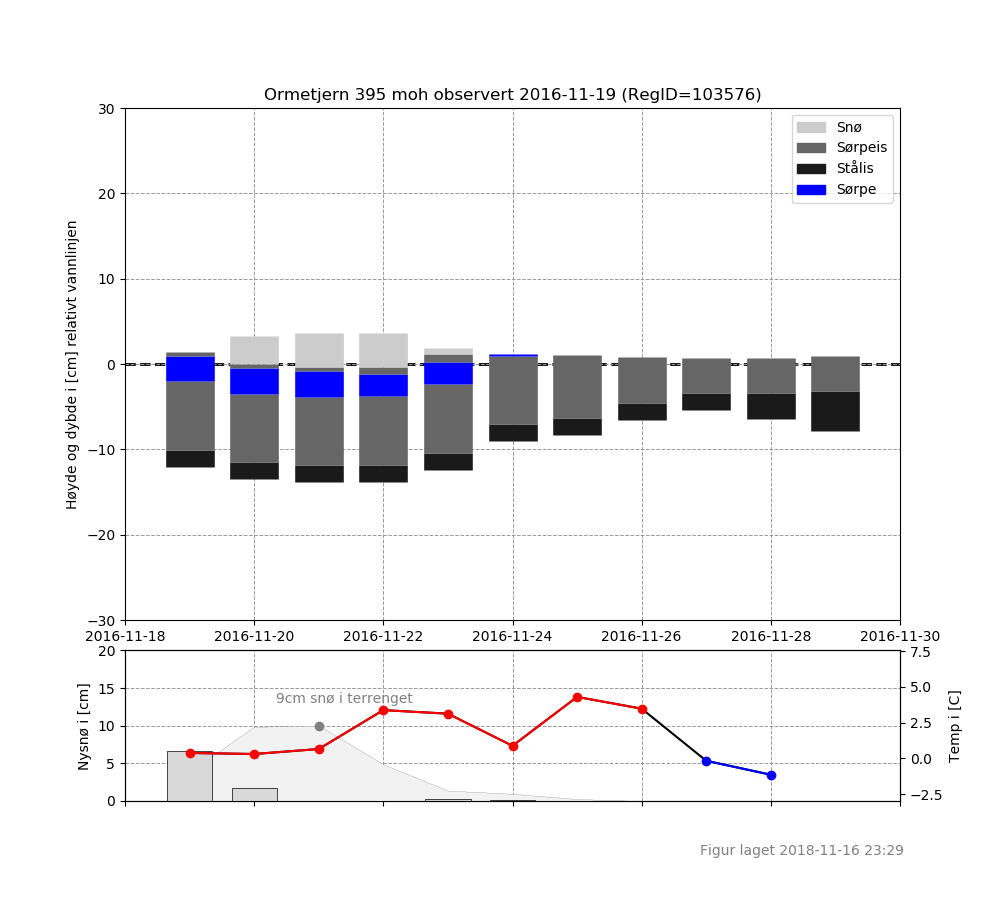 Ormetjern 395 moh observert 2016-11-19 (RegID=103576)
Høyde og dybde i [cm] relativt vannlinjen
30
20
10
0
−10
−20
−30
Snø
Sørpeis
Stålis
Sørpe
2016-11-18 2016-11-20 2016-11-22 2016-11-24 2016-11-26 2016-11-28 2016-11-30
Nysnø i [cm]
20
15
10
5
0
9cm snø i terrenget
7.5
5.0
2.5
0.0
−2.5
Temp i [C]
Figur laget 2018-11-16 23:29